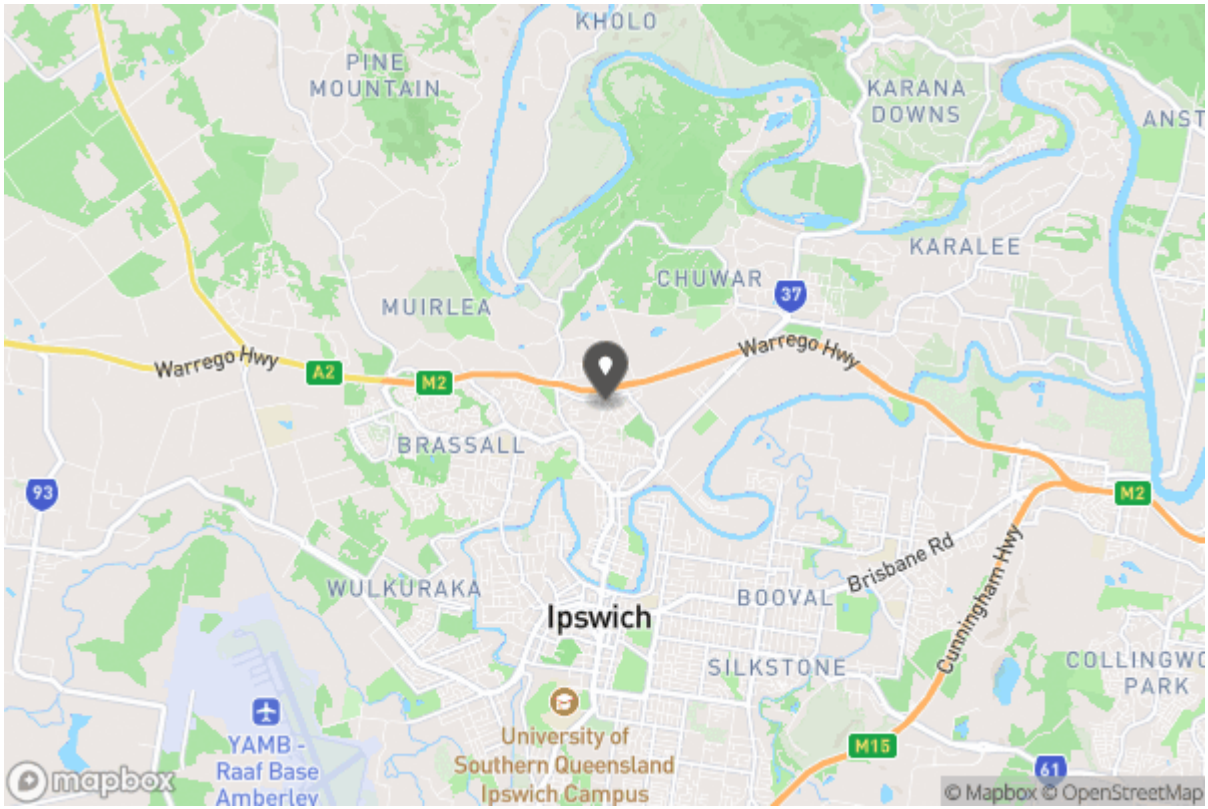 KHOLO
PINE
MOUNTAIN
KARANA
DOWNS
ANST
KARALEE
CHUWAR
37
MUIRLEA
Warrego Hwy
Warrego Hwy
A2
M2
BRASSALL
93
M2
Brisbane Rd
Cunningham Hwy
WULKURAKA
BOOVAL
Ipswich
SILKSTONE
COLLINGWO
PARK
University of
Southern Queensland
Ipswich Campus
YAMB -
Raaf Base
Amberley
M15
61
mapbox
© Mapbox © OpenStreetMap